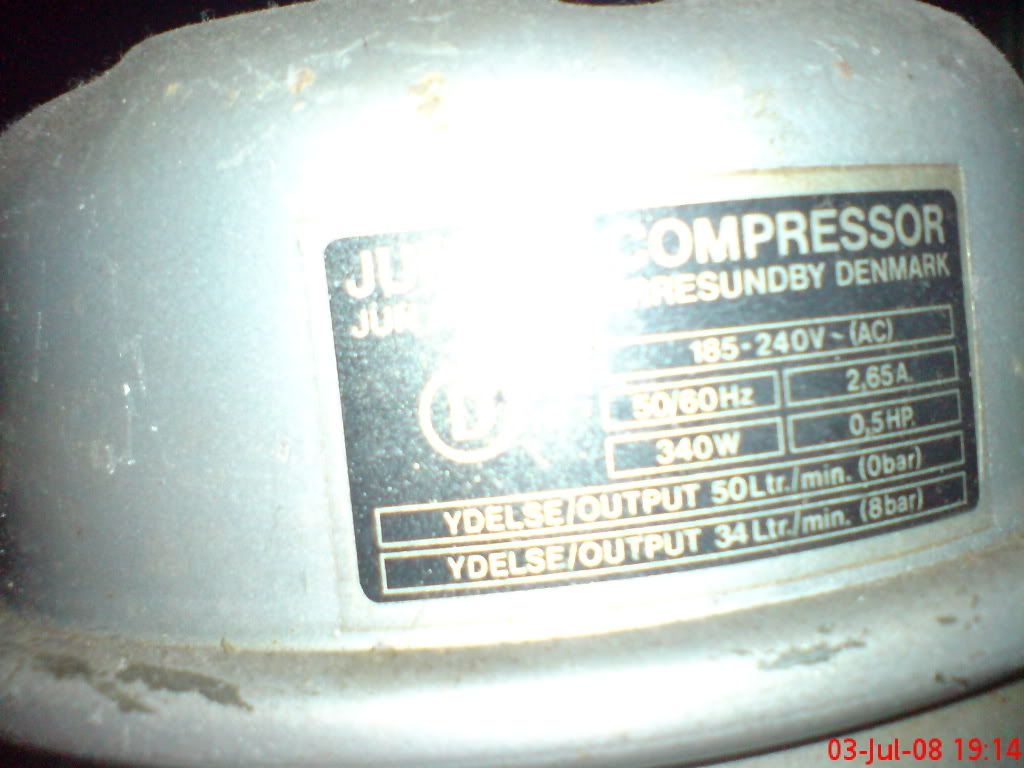 COMPRESSOR
DENMARK
185-240V~(AC)
50/60Hz 2,65A.
340W 0,5HP.
YDELSE/OUTPUT 50Ltr./min. (0bar)
YDELSE/OUTPUT 34Ltr./min. (8bar)
03-Jul-08 19:14